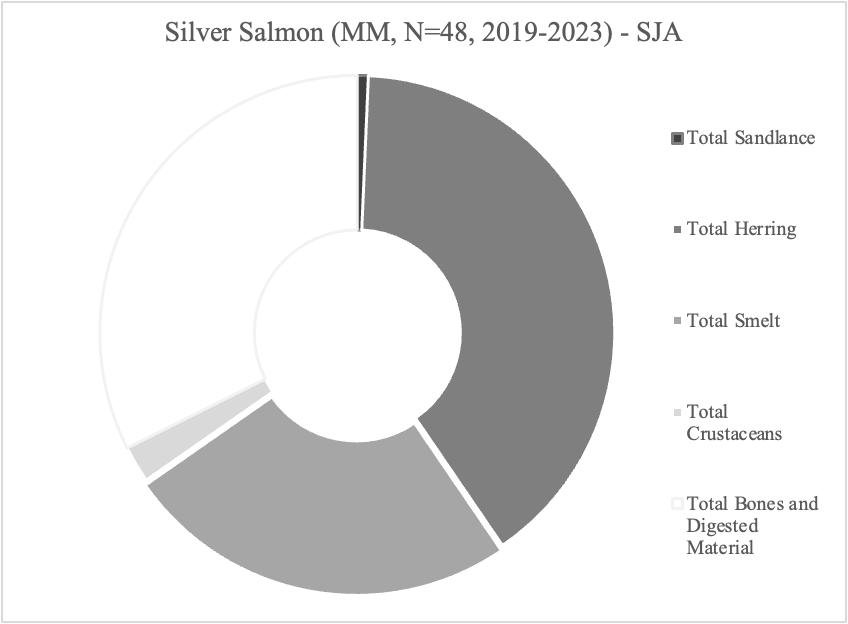 Silver Salmon (MM, N=48, 2019-2023) - SJA
Total Sandlance
Total Herring
Total Smelt
Total
Crustaceans
Total Bones and
Digested
Material